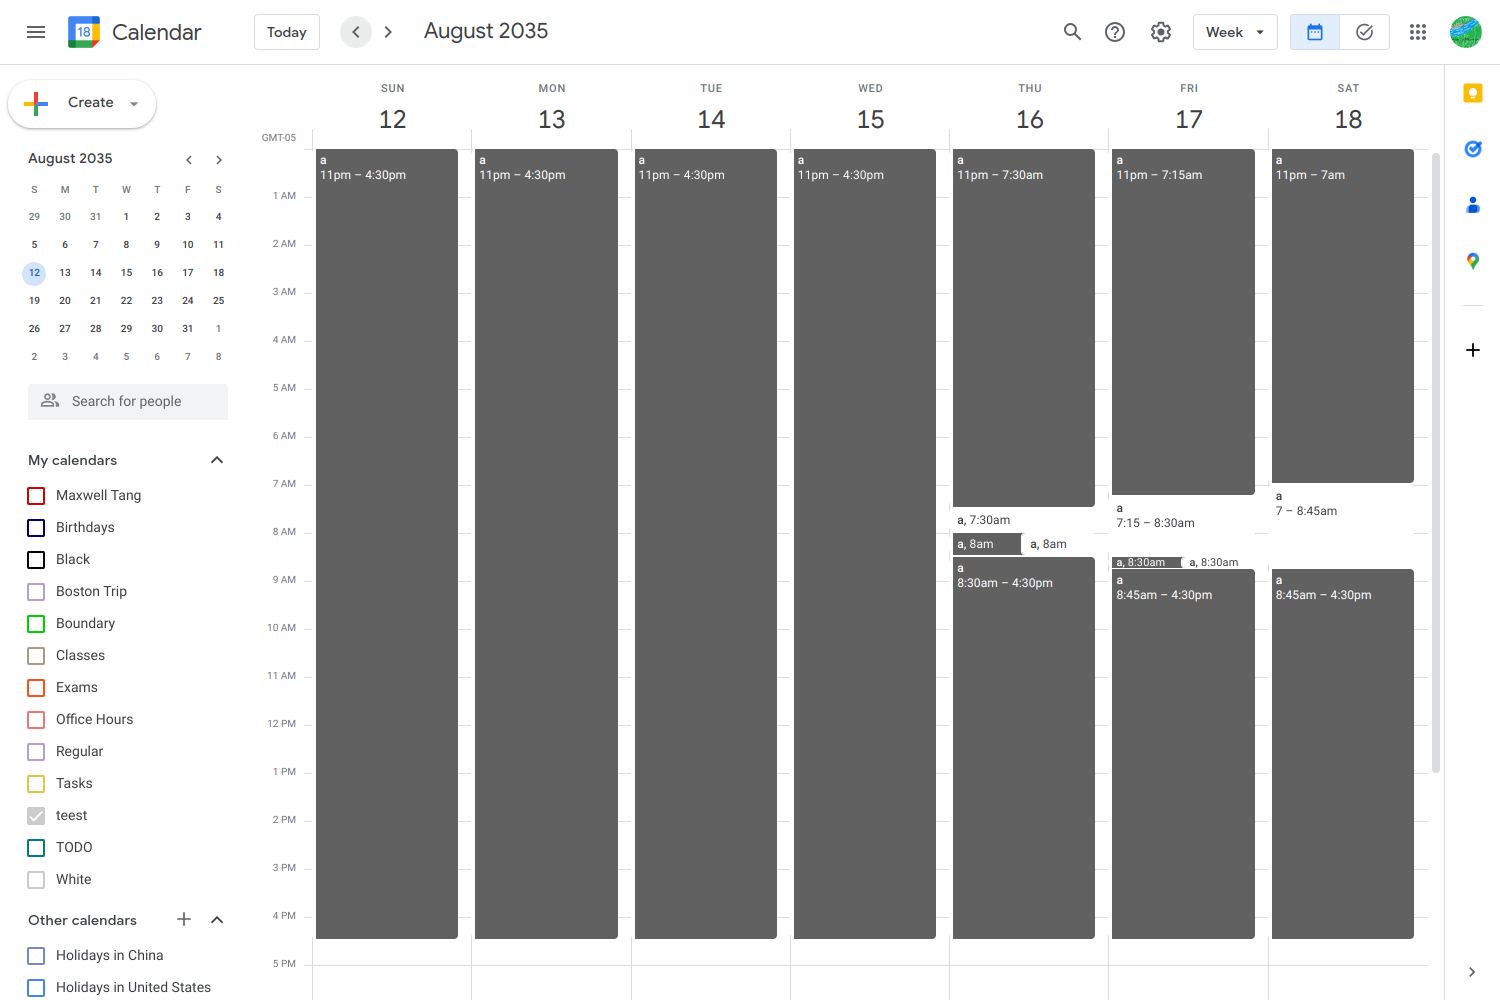 18 Calendar
Today
August 2035
Week
Create
August 2035
S M T W T F S
29 30 31 1 2 3 4
5 6 7 8 9 10 11
12 13 14 15 16 17 18
19 20 21 22 23 24 25
26 27 28 29 30 31 1
2 3 4 5 6 7 8
Search for people
My calendars
Maxwell Tang
Birthdays
Black
Boston Trip
Boundary
Classes
Exams
Office Hours
Regular
Tasks
teest
TODO
White
Other calendars
Holidays in China
Holidays in United States
SUN MON TUE WED THU FRI SAT
12 13 14 15 16 17 18
GMT-05
1 AM
2 AM
3 AM
4 AM
5 AM
6 AM
7 AM
8 AM
9 AM
10 AM
11 AM
12 PM
1 PM
2 PM
3 PM
4 PM
5 PM
a
11pm – 4:30pm
a
11pm – 4:30pm
a
11pm – 4:30pm
a
11pm – 4:30pm
a
11pm – 7:30am
a, 7:30am
a, 8am
a, 8am
a
8:30am – 4:30pm
a
11pm – 7:15am
a
7:15 – 8:30am
a, 8:30am
a, 8:30am
a
8:45am – 4:30pm
a
11pm – 7am
a
7 – 8:45am
a
8:45am – 4:30pm